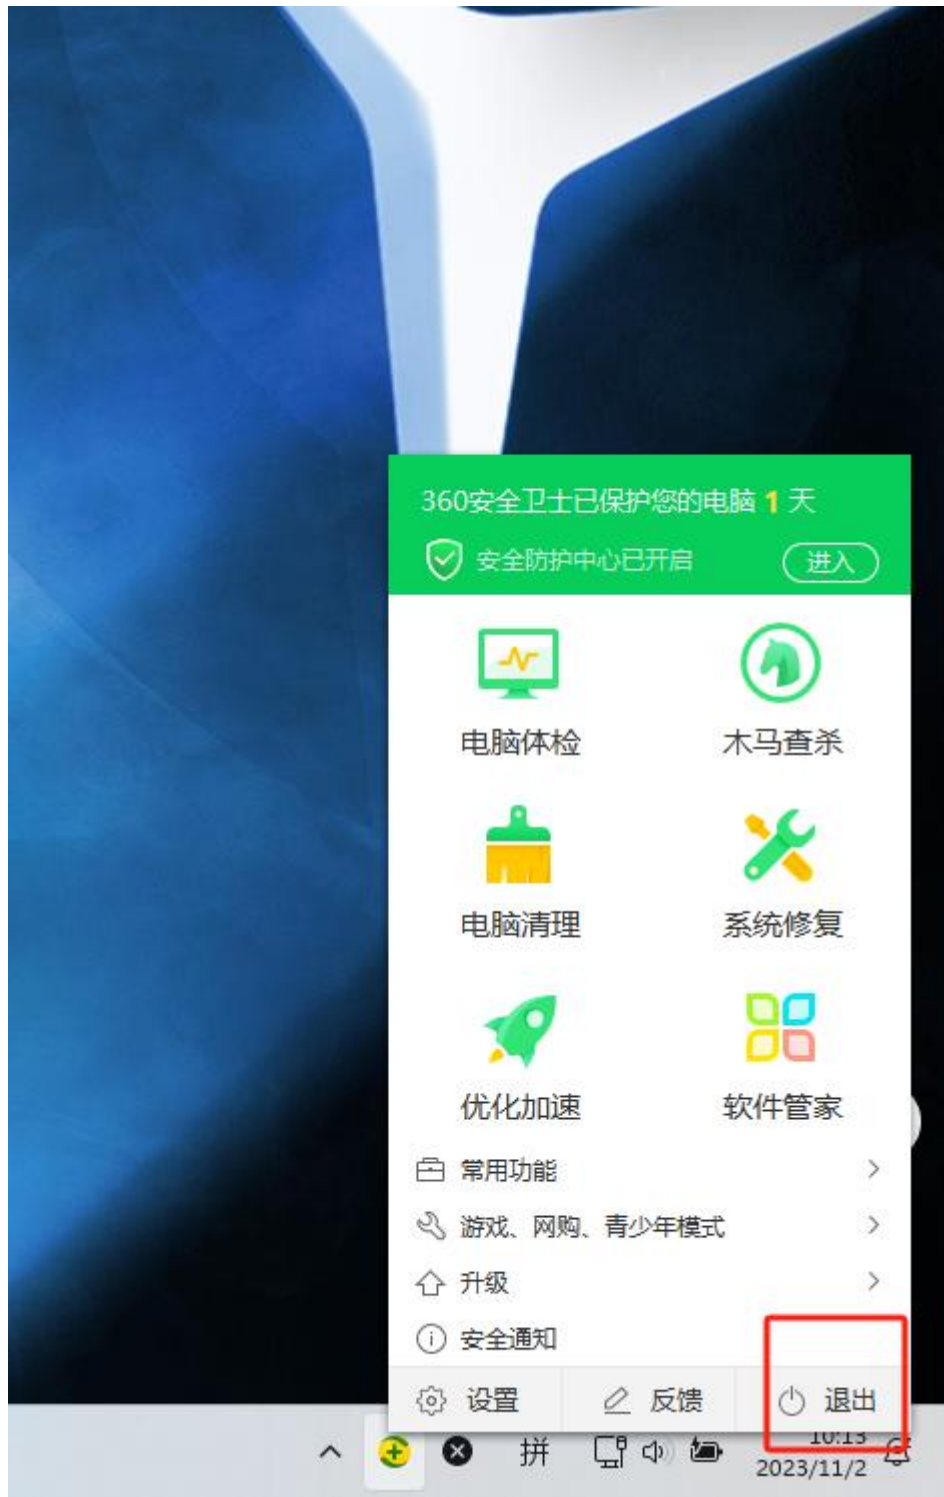 360安全卫士已保护您的电脑 1 天
安全防护中心已开启 进入
电脑体检 木马查杀
电脑清理 系统修复
优化加速 软件管家
常用功能
游戏、网购、青少年模式
升级
安全通知
设置 反馈 退出
拼 10:13
2023/11/2